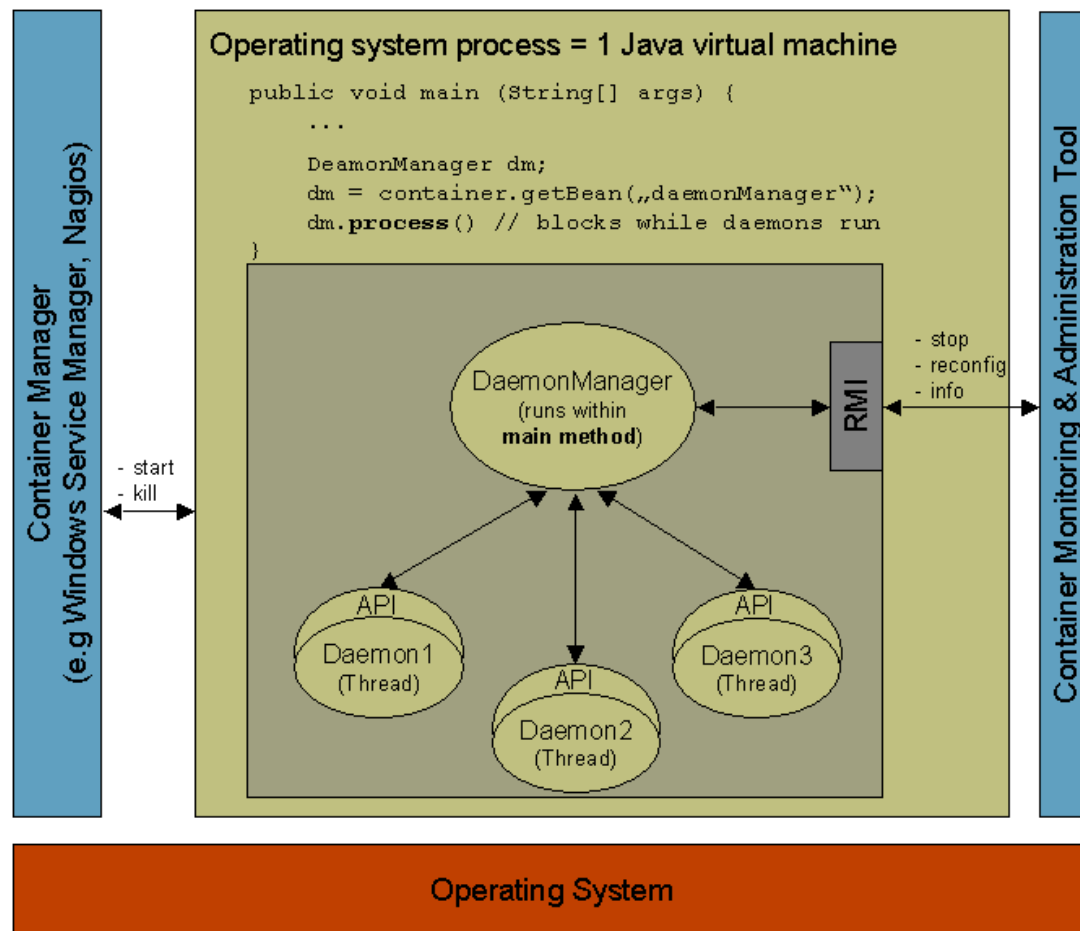 Container Manager
(e.g Windows Service Manager, Nagios)
- start
- kill
Operating system process = 1 Java virtual machine
public void main (String[] args) {
...
DeamonManager dm;
dm = container.getBean(„daemonManager“);
dm.process() // blocks while daemons run
}
DaemonManager
(runs within
main method)
RMI
API
Daemon1
(Thread)
API
Daemon2
(Thread)
API
Daemon3
(Thread)
- stop
- reconfig
- info
Container Monitoring & Administration Tool
Operating System